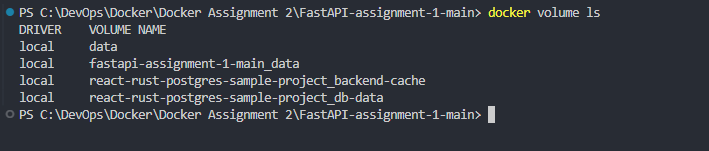 PS C:\DevOps\Docker\Docker Assignment 2\FastAPI-assignment-1-main> docker volume ls
DRIVER    VOLUME NAME
local     data
local     fastapi-assignment-1-main_data
local     react-rust-postgres-sample-project_backend-cache
local     react-rust-postgres-sample-project_db-data
PS C:\DevOps\Docker\Docker Assignment 2\FastAPI-assignment-1-main>